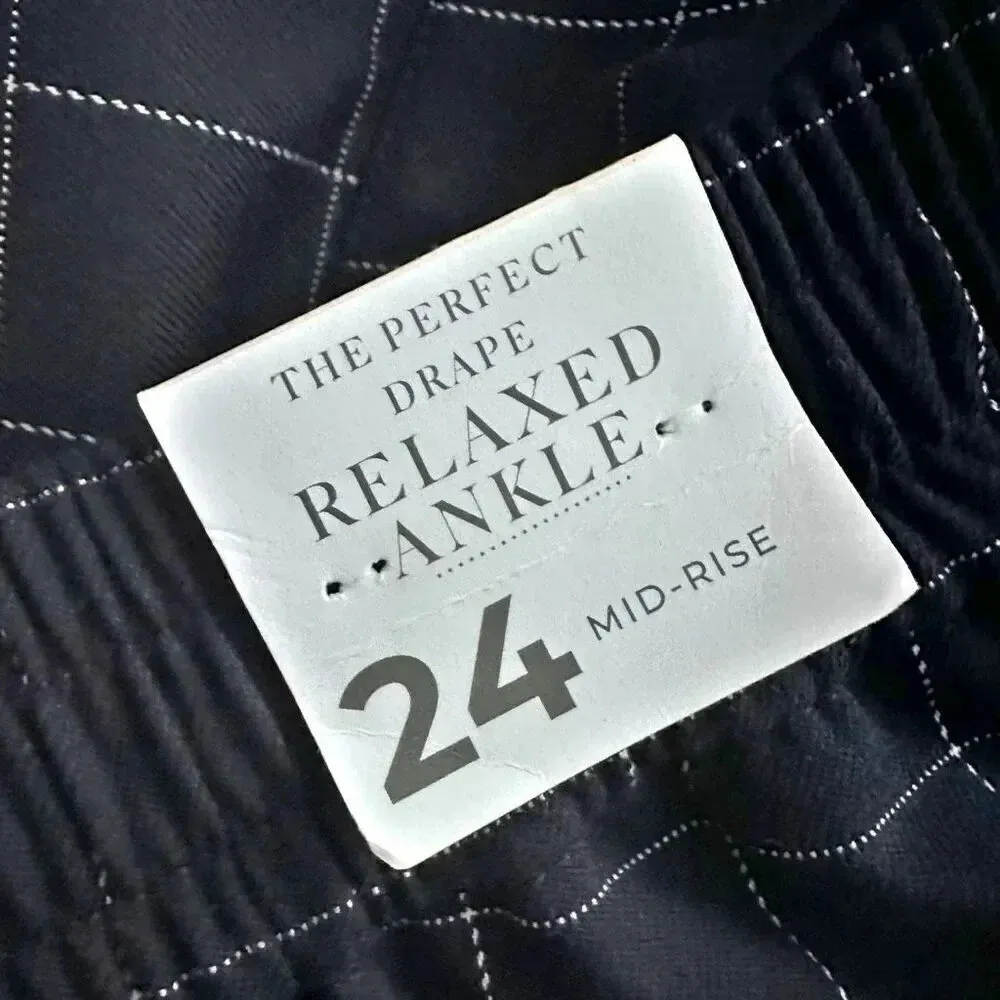 THE PERFECT
DRAPE
RELAXED
ANKLE
24 MID-RISE